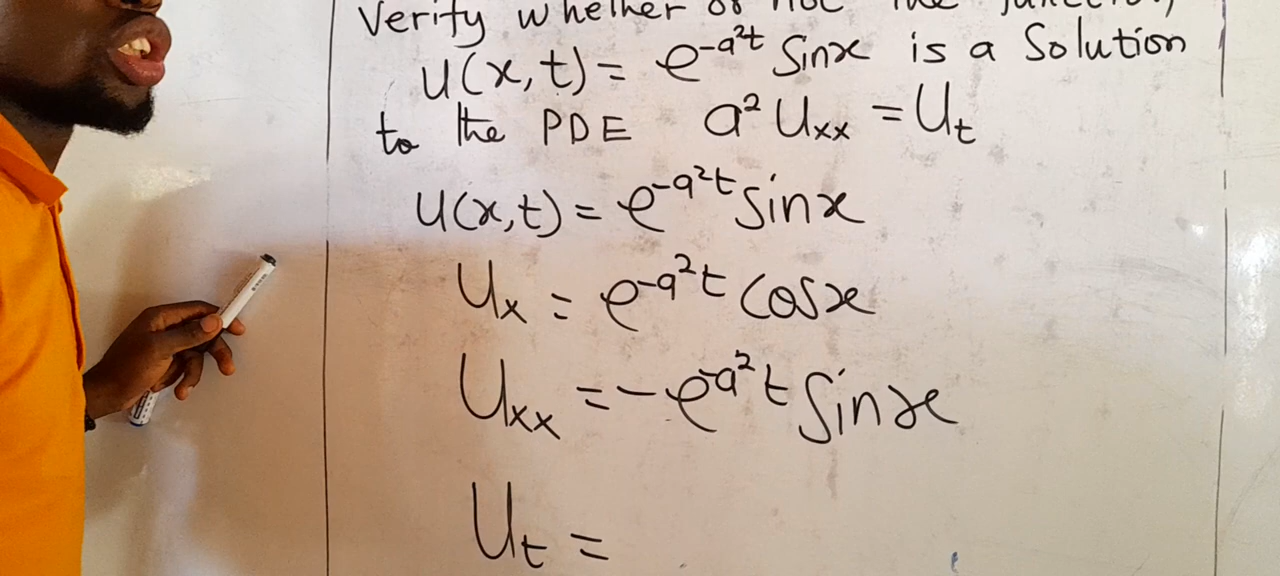 Verify whether or not the function,
u(x,t) = e^{-a²t} Sinx is a Solution
to the PDE a² Uxx = Ut
u(x,t) = e^{-a²t} Sinx
Ux = e^{-a²t} Cosx
Uxx = -e^{-a²t} Sinx
Ut =